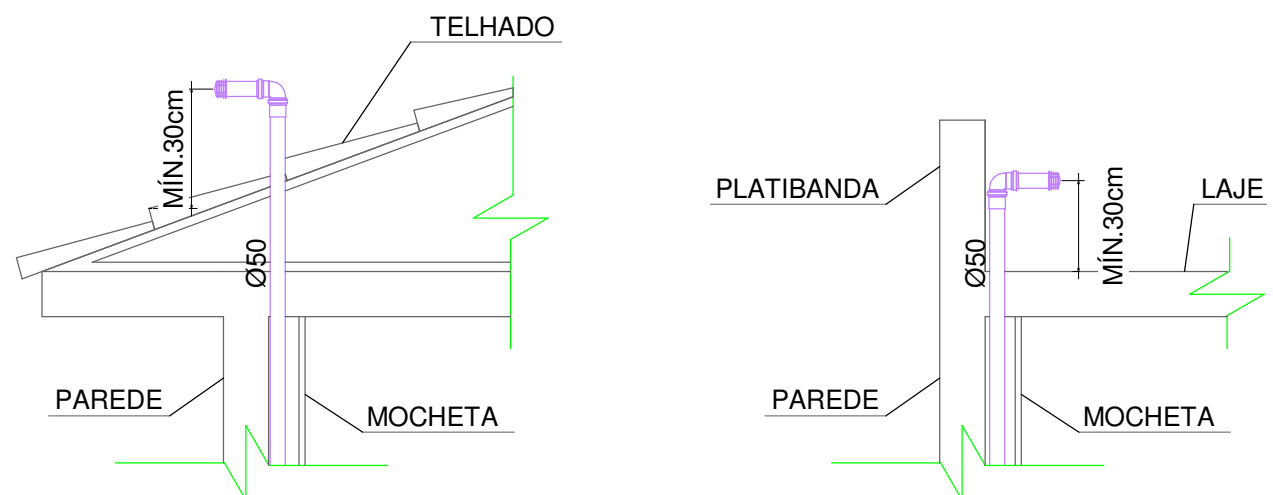 TELHADO
MÍN.30cm
Ø50
PAREDE
MOCHETA
PLATIBANDA
LAJE
MÍN.30cm
Ø50
PAREDE
MOCHETA